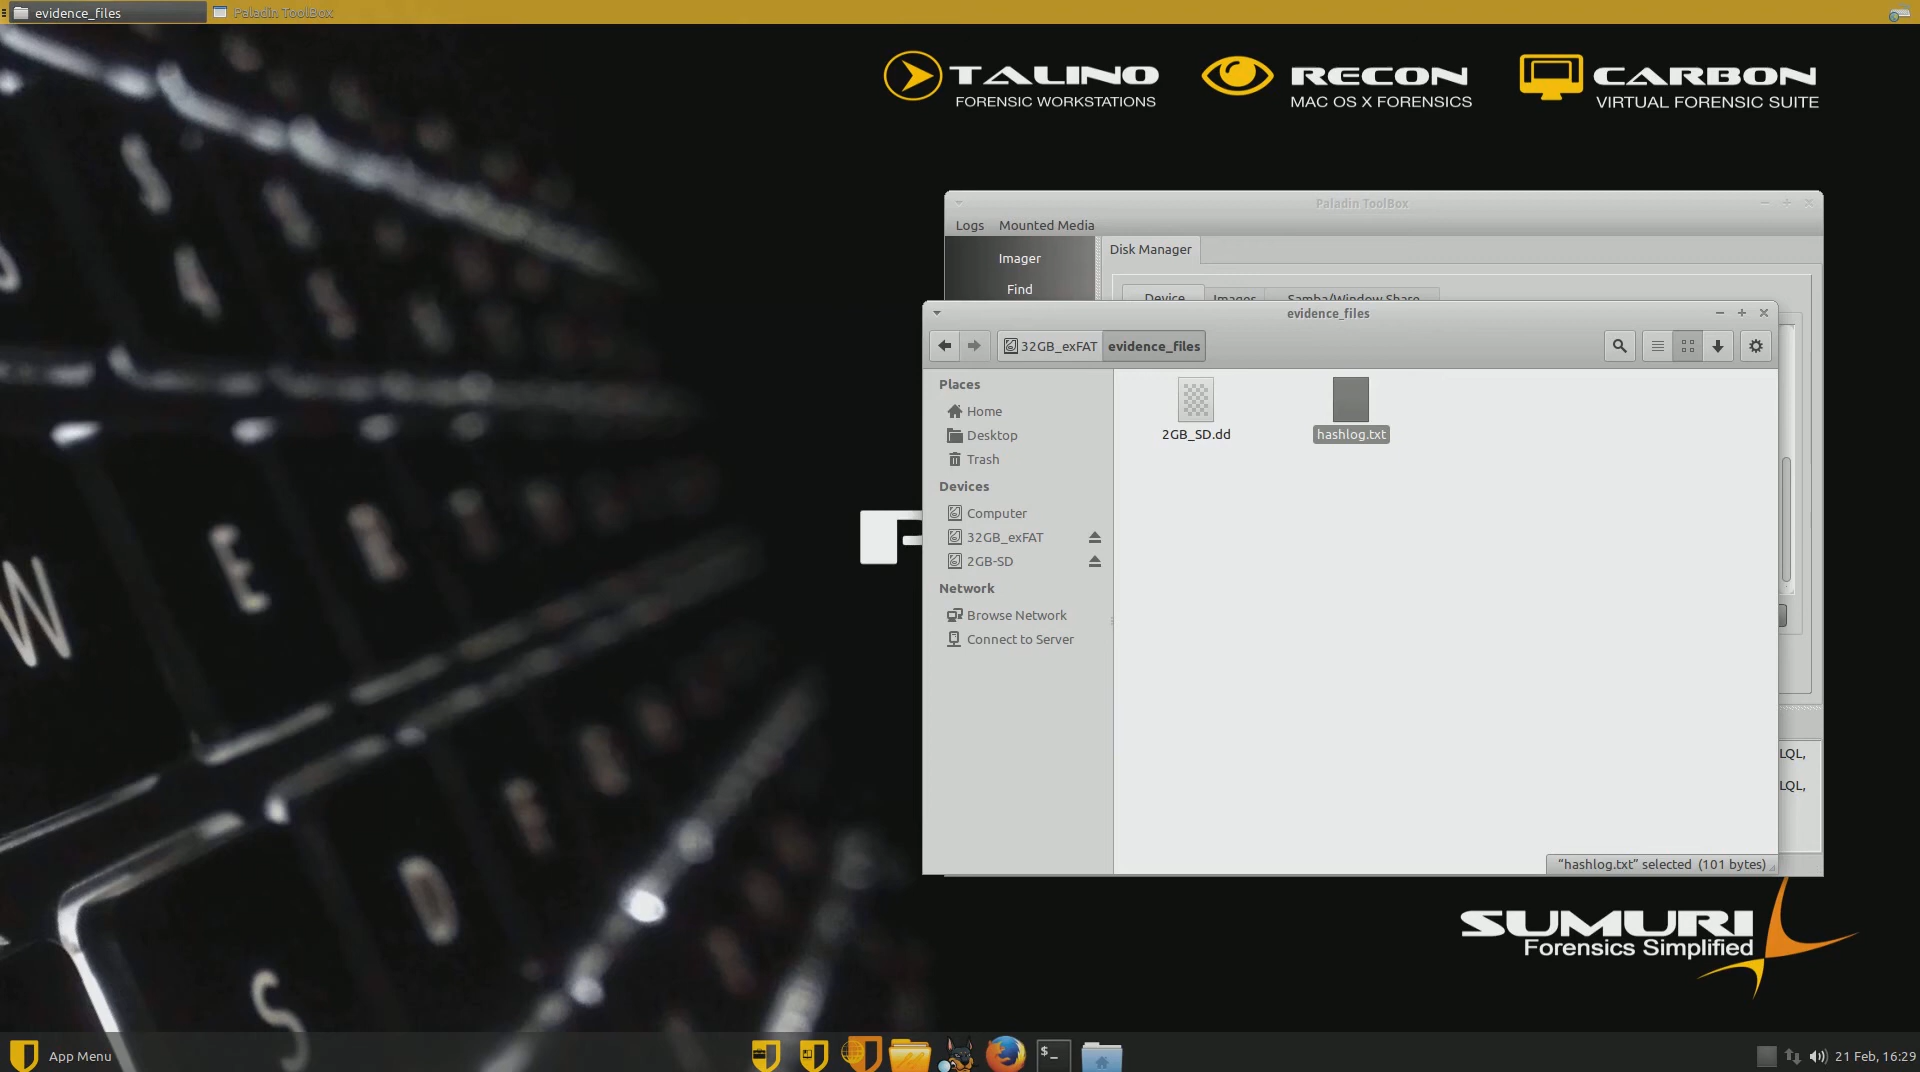 evidence_files
Paladin ToolBox
TALINO
FORENSIC WORKSTATIONS
RECON
MAC OS X FORENSICS
CARBON
VIRTUAL FORENSIC SUITE
Paladin ToolBox
Logs Mounted Media
Imager
Find
Disk Manager
Device Images Samba/Window Share
evidence_files
32GB_exFAT evidence_files
Places
Home
Desktop
Trash
Devices
Computer
32GB_exFAT
2GB-SD
Network
Browse Network
Connect to Server
2GB_SD.dd
hashlog.txt
"hashlog.txt" selected (101 bytes)
LQL,
LQL,
W
E
S
D
SUMURI
Forensics Simplified
App Menu
$_
21 Feb, 16:29